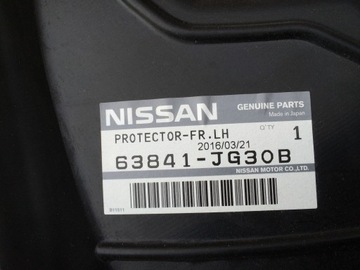 NISSAN
GENUINE PARTS
Made in Japan
PROTECTOR-FR.LH
Q'TY 1
2016/03/21
63841-JG30B
NISSAN MOTOR CO.,LTD.